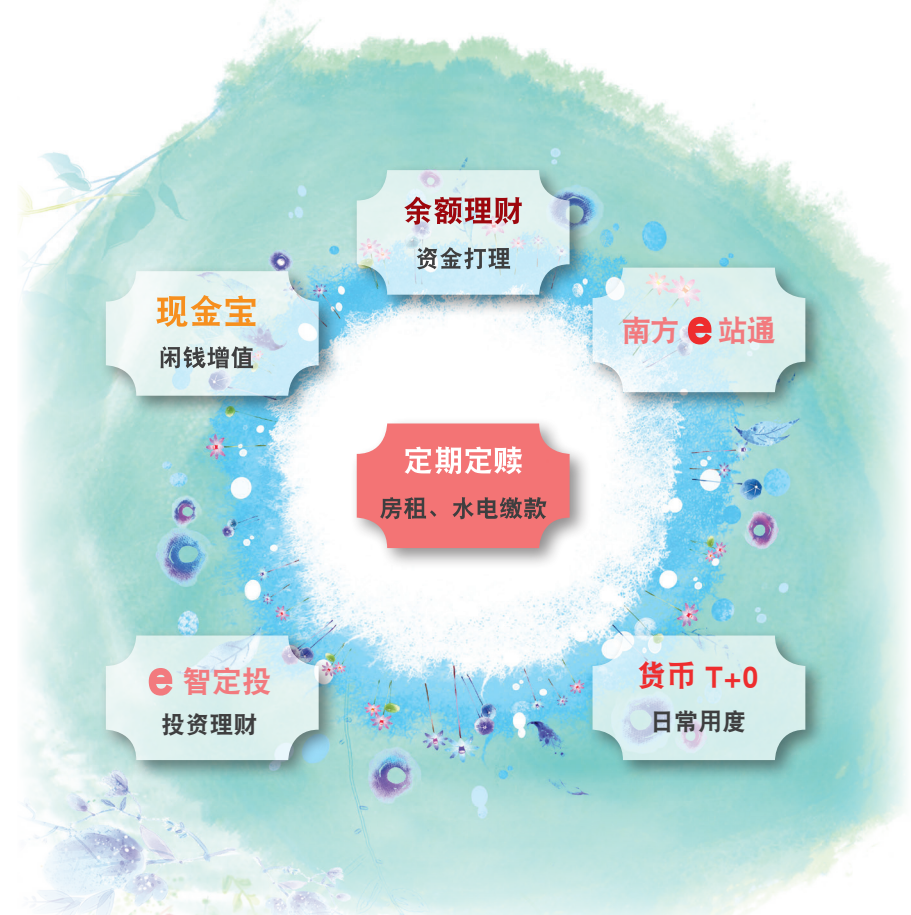 余额理财
资金打理
现金宝
闲钱增值
南方 e 站通
定期定赎
房租、水电缴款
e 智定投
投资理财
货币 T+0
日常用度